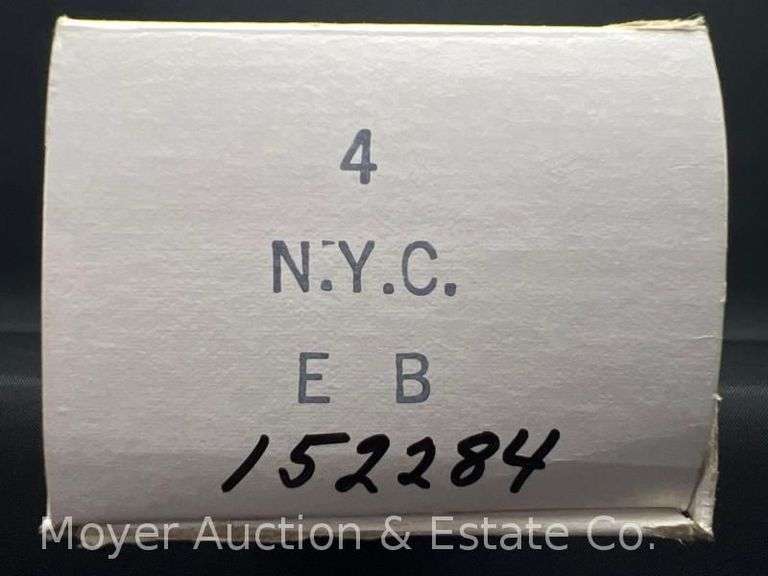 4
N.Y.C.
E B
152284
Moyer Auction & Estate Co.